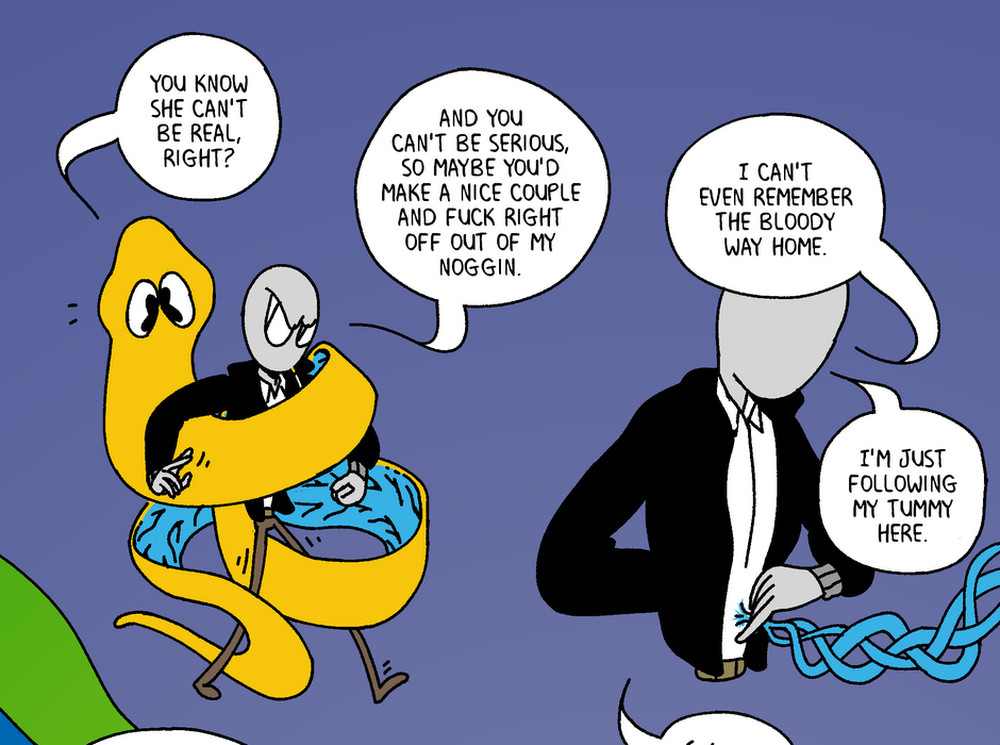 YOU KNOW
SHE CAN'T
BE REAL,
RIGHT?
AND YOU
CAN'T BE SERIOUS,
SO MAYBE YOU'D
MAKE A NICE COUPLE
AND FUCK RIGHT
OFF OUT OF MY
NOGGIN.
I CAN'T
EVEN REMEMBER
THE BLOODY
WAY HOME.
I'M JUST
FOLLOWING
MY TUMMY
HERE.